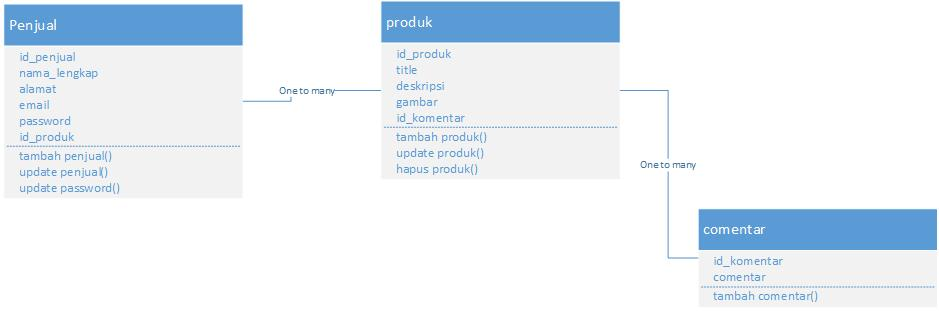 Penjual
id_penjual
nama_lengkap
alamat
email
password
id_produk
tambah penjual()
update penjual()
update password()
One to many
produk
id_produk
title
deskripsi
gambar
id_komentar
tambah produk()
update produk()
hapus produk()
One to many
comentar
id_komentar
comentar
tambah comentar()